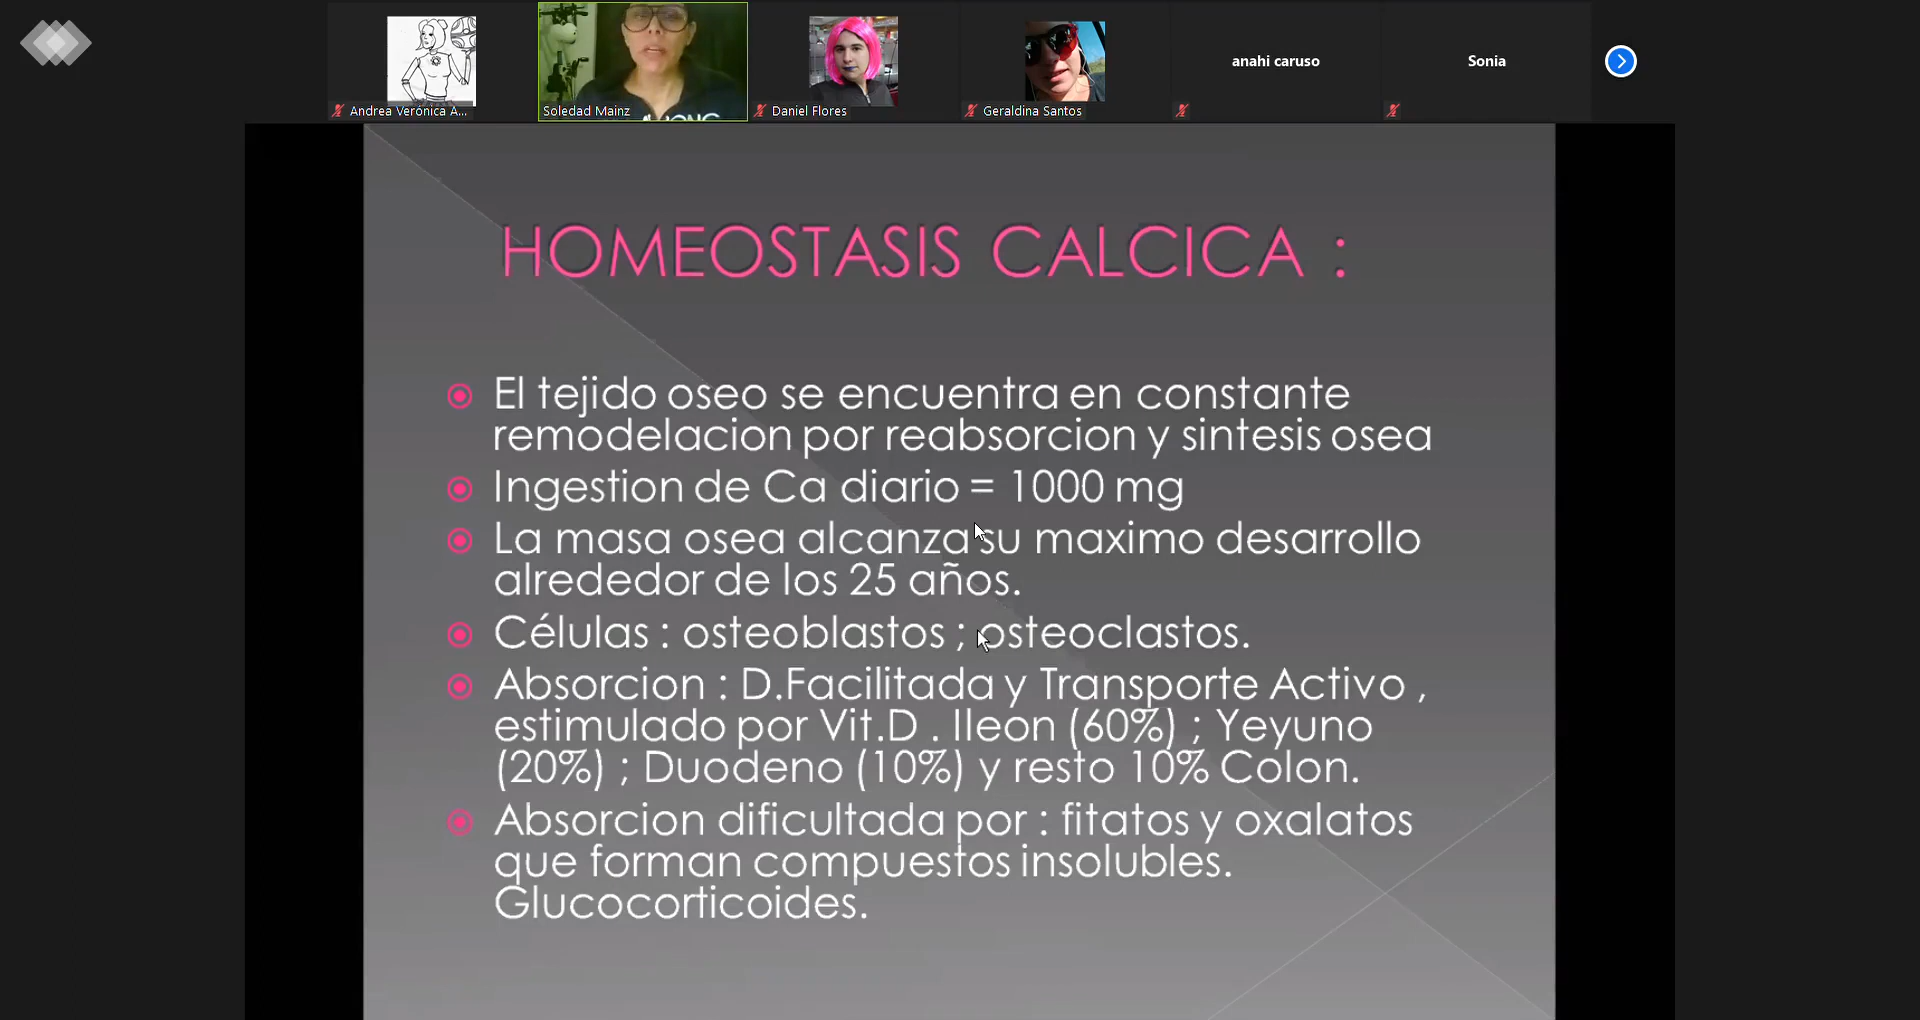 Andrea Verónica A...
Soledad Mainz
Daniel Flores
Geraldina Santos
anahi caruso
Sonia
HOMEOSTASIS CALCICA :
El tejido oseo se encuentra en constante
remodelacion por reabsorcion y sintesis osea
Ingestion de Ca diario = 1000 mg
La masa osea alcanza su maximo desarrollo
alrededor de los 25 años.
Células : osteoblastos ; osteoclastos.
Absorcion : D.Facilitada y Transporte Activo ,
estimulado por Vit.D . Ileon (60%) ; Yeyuno
(20%) ; Duodeno (10%) y resto 10% Colon.
Absorcion dificultada por : fitatos y oxalatos
que forman compuestos insolubles.
Glucocorticoides.